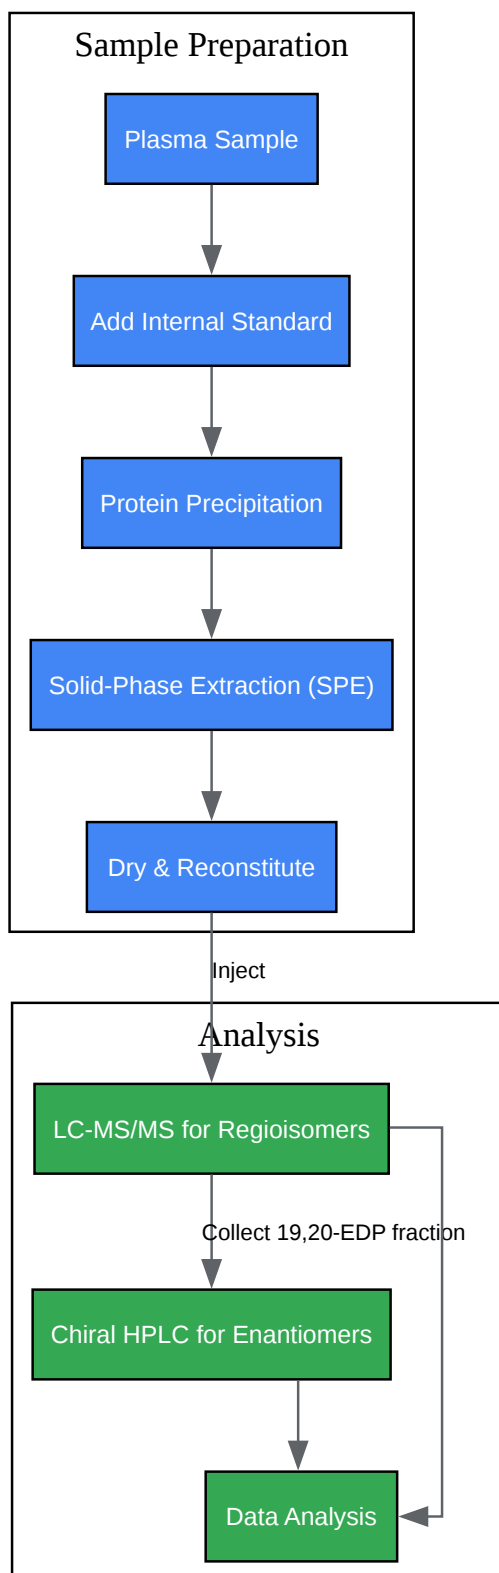 Sample Preparation
Plasma Sample
Add Internal Standard
Protein Precipitation
Solid-Phase Extraction (SPE)
Dry & Reconstitute
Inject
Analysis
LC-MS/MS for Regioisomers
Collect 19,20-EDP fraction
Chiral HPLC for Enantiomers
Data Analysis